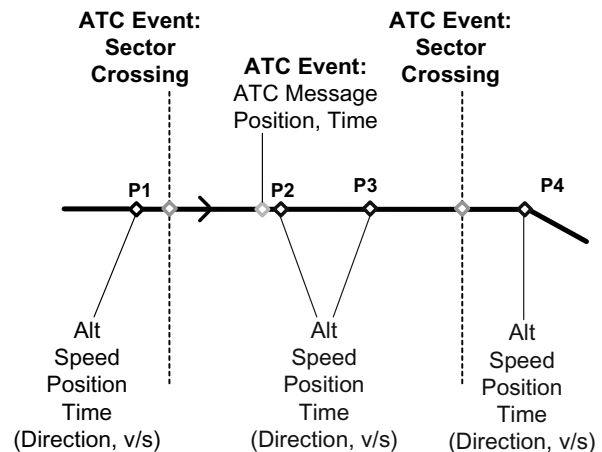 ATC Event:
Sector
Crossing
ATC Event:
ATC Message
Position, Time
ATC Event:
Sector
Crossing
P1
P2
P3
P4
Alt
Speed
Position
Time
(Direction, v/s)
Alt
Speed
Position
Time
(Direction, v/s)
Alt
Speed
Position
Time
(Direction, v/s)